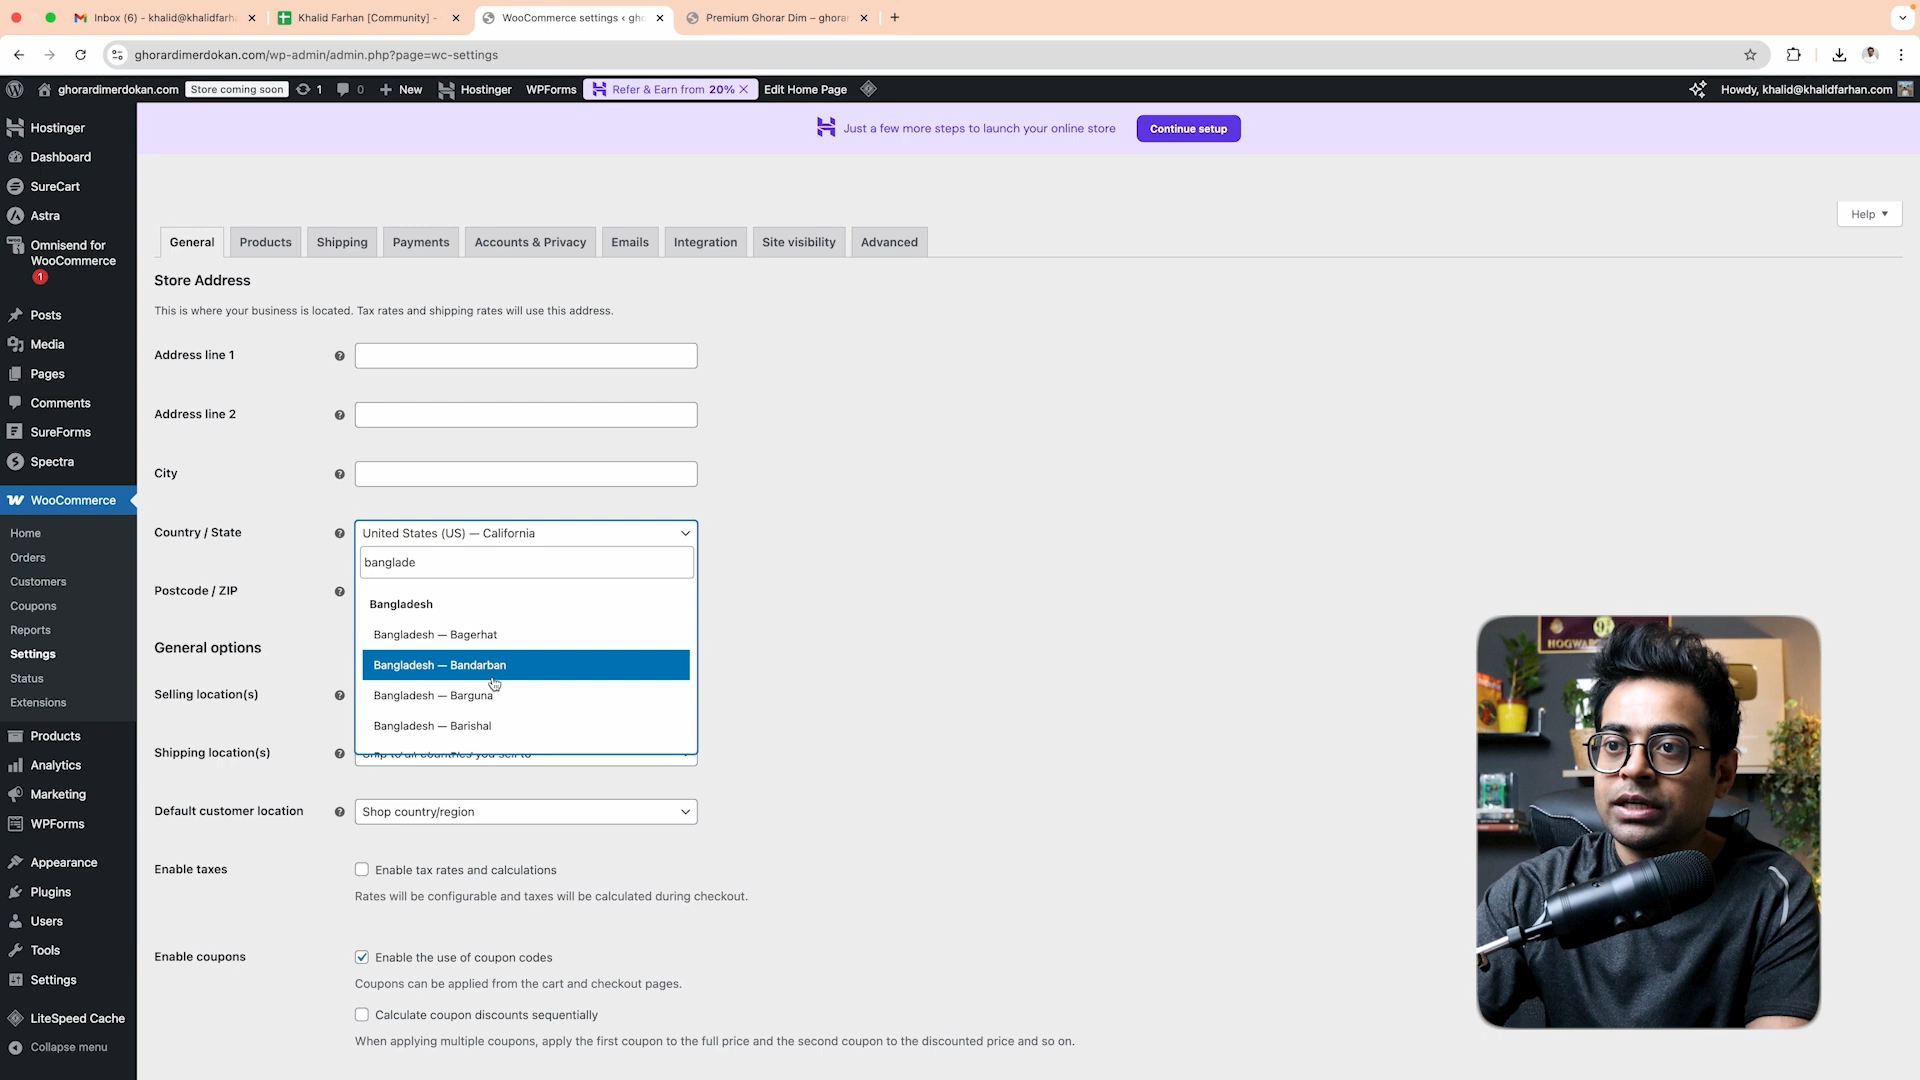 Inbox (6) - khalid@khalidfarh
Khalid Farhan [Community] -
WooCommerce settings ‹ gho
Premium Ghorar Dim – ghorar
ghorardimerdokan.com/wp-admin/admin.php?page=wc-settings
ghorardimerdokan.com
Store coming soon
1
0
New
Hostinger
WPForms
Refer & Earn from 20%
Edit Home Page
Howdy, khalid@khalidfarhan.com
Just a few more steps to launch your online store
Continue setup
Hostinger
Dashboard
SureCart
Astra
Omnisend for
WooCommerce
1
Posts
Media
Pages
Comments
SureForms
Spectra
WooCommerce
Home
Orders
Customers
Coupons
Reports
Settings
Status
Extensions
Products
Analytics
Marketing
WPForms
Appearance
Plugins
Users
Tools
Settings
LiteSpeed Cache
Collapse menu
Help
General
Products
Shipping
Payments
Accounts & Privacy
Emails
Integration
Site visibility
Advanced
Store Address
This is where your business is located. Tax rates and shipping rates will use this address.
Address line 1
Address line 2
City
Country / State
United States (US) — California
banglade
Bangladesh
Bangladesh — Bagerhat
Bangladesh — Bandarban
Bangladesh — Barguna
Bangladesh — Barishal
Postcode / ZIP
General options
Selling location(s)
Shipping location(s)
Ship to all countries you sell to
Default customer location
Shop country/region
Enable taxes
Enable tax rates and calculations
Rates will be configurable and taxes will be calculated during checkout.
Enable coupons
Enable the use of coupon codes
Coupons can be applied from the cart and checkout pages.
Calculate coupon discounts sequentially
When applying multiple coupons, apply the first coupon to the full price and the second coupon to the discounted price and so on.